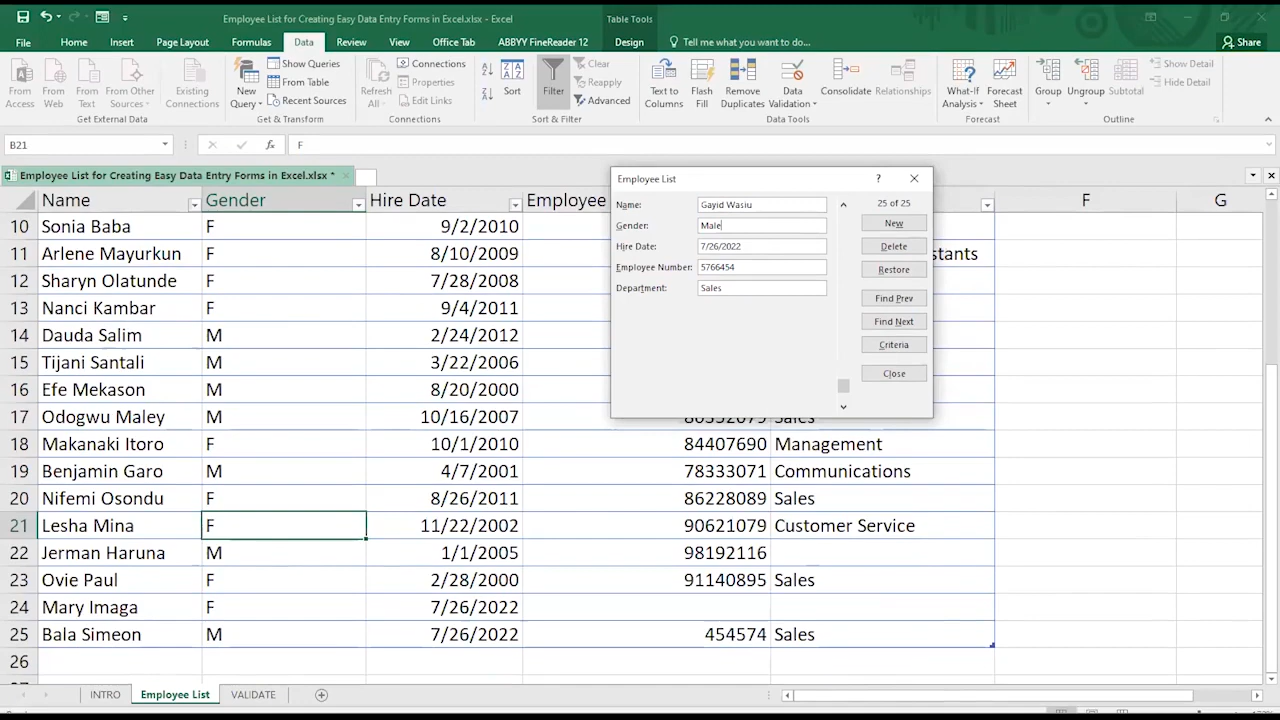 Employee List for Creating Easy Data Entry Forms in Excel.xlsx - Excel
Table Tools
File Home Insert Page Layout Formulas Data Review View Office Tab ABBYY FineReader 12 Design Tell me what you want to do... Share
From Access
From Web
From Text
From Other Sources
Existing Connections
Get External Data
New Query
Show Queries
From Table
Recent Sources
Get & Transform
Refresh All
Connections
Properties
Edit Links
Connections
Sort
Filter
Clear
Reapply
Advanced
Sort & Filter
Text to Columns
Flash Fill
Remove Duplicates
Data Validation
Consolidate
Relationships
Data Tools
What-If Analysis
Forecast Sheet
Forecast
Group
Ungroup
Subtotal
Show Detail
Hide Detail
Outline
B21 fx F
Employee List for Creating Easy Data Entry Forms in Excel.xlsx *
Name Gender Hire Date Employee F G
10 Sonia Baba F 9/2/2010
11 Arlene Mayurkun F 8/10/2009 stants
12 Sharyn Olatunde F 7/28/2008
13 Nanci Kambar F 9/4/2011
14 Dauda Salim M 2/24/2012
15 Tijani Santali M 3/22/2006
16 Efe Mekason M 8/20/2000
17 Odogwu Maley M 10/16/2007 80352079 Sales
18 Makanaki Itoro F 10/1/2010 84407690 Management
19 Benjamin Garo M 4/7/2001 78333071 Communications
20 Nifemi Osondu F 8/26/2011 86228089 Sales
21 Lesha Mina F 11/22/2002 90621079 Customer Service
22 Jerman Haruna M 1/1/2005 98192116
23 Ovie Paul F 2/28/2000 91140895 Sales
24 Mary Imaga F 7/26/2022
25 Bala Simeon M 7/26/2022 454574 Sales
26
Employee List ?
Name: Gayid Wasiu
Gender: Male
Hire Date: 7/26/2022
Employee Number: 5766454
Department: Sales
25 of 25
New
Delete
Restore
Find Prev
Find Next
Criteria
Close
INTRO Employee List VALIDATE